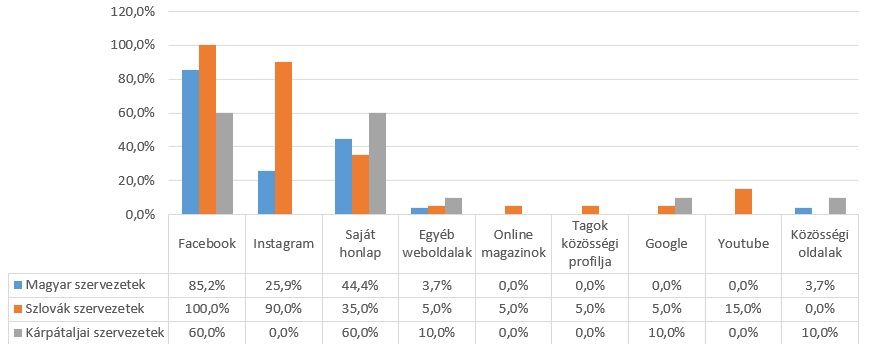 120,0%
100,0%
80,0%
60,0%
40,0%
20,0%
0,0%
Facebook
Instagram
Saját
honlap
Egyéb
weboldalak
Online
magazinok
Tagok
közösségi
profilja
Google
Youtube
Közösségi
oldalak
Magyar szervezetek 85,2% 25,9% 44,4% 3,7% 0,0% 0,0% 0,0% 0,0% 3,7%
Szlovák szervezetek 100,0% 90,0% 35,0% 5,0% 5,0% 5,0% 5,0% 15,0% 0,0%
Kárpátaljai szervezetek 60,0% 0,0% 60,0% 10,0% 0,0% 0,0% 10,0% 0,0% 10,0%